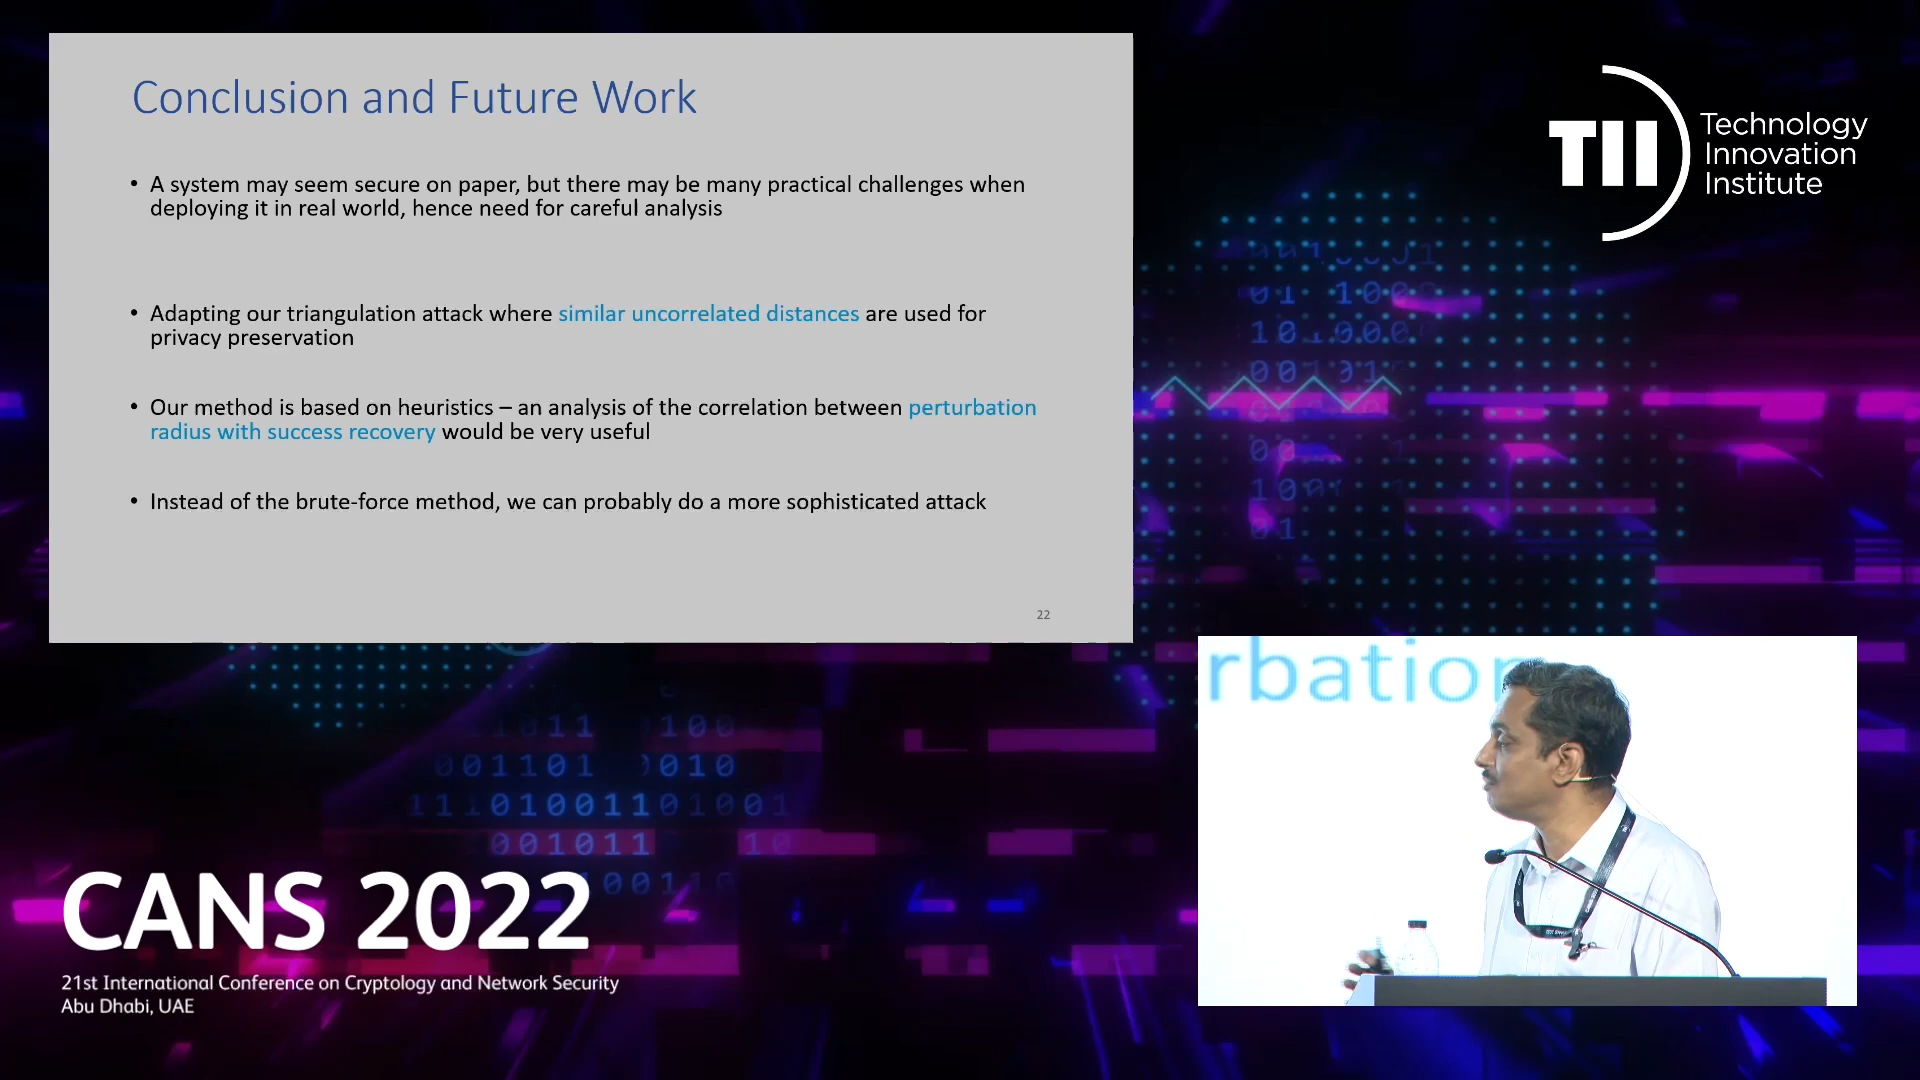 Conclusion and Future Work
• A system may seem secure on paper, but there may be many practical challenges when
deploying it in real world, hence need for careful analysis
• Adapting our triangulation attack where similar uncorrelated distances are used for
privacy preservation
• Our method is based on heuristics – an analysis of the correlation between perturbation
radius with success recovery would be very useful
• Instead of the brute-force method, we can probably do a more sophisticated attack
22
TII
Technology
Innovation
Institute
rbation
001101 0010
001011 10
CANS 2022
21st International Conference on Cryptology and Network Security
Abu Dhabi, UAE